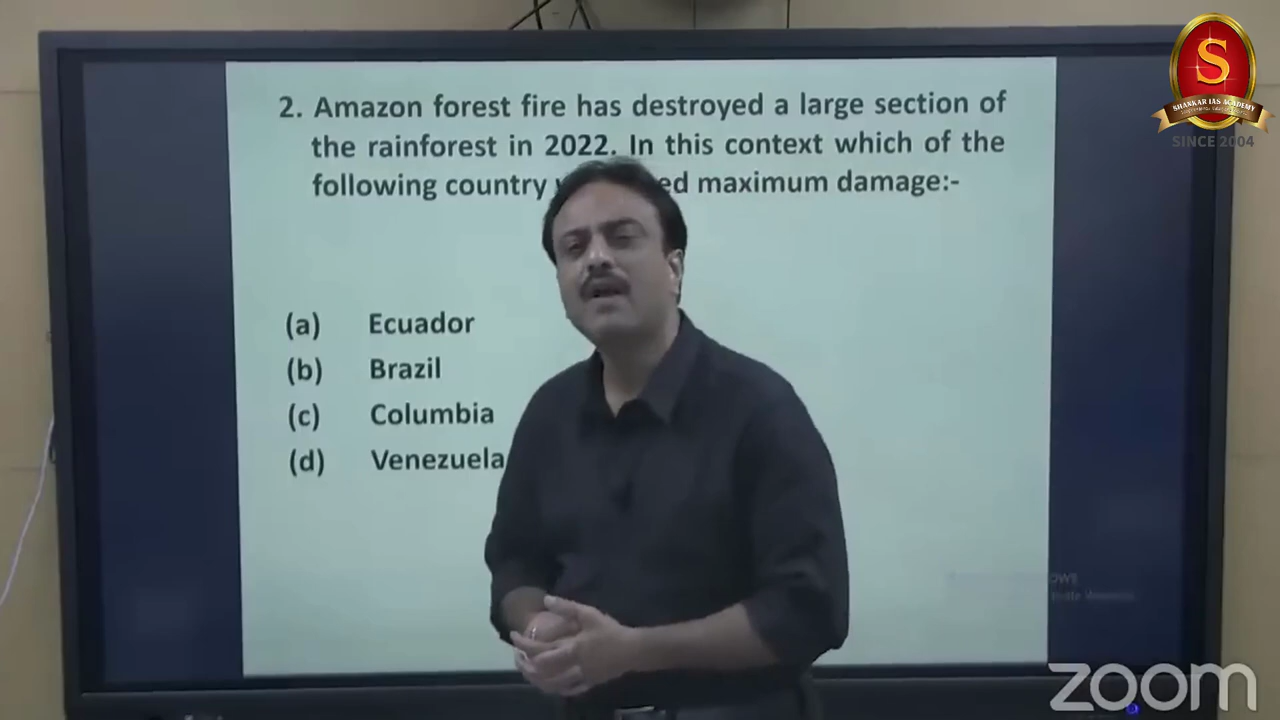 2. Amazon forest fire has destroyed a large section of
the rainforest in 2022. In this context which of the
following country ed maximum damage:-
(a) Ecuador
(b) Brazil
(c) Columbia
(d) Venezuela
S
SHANKAR IAS ACADEMY
SINCE 2004
zoom